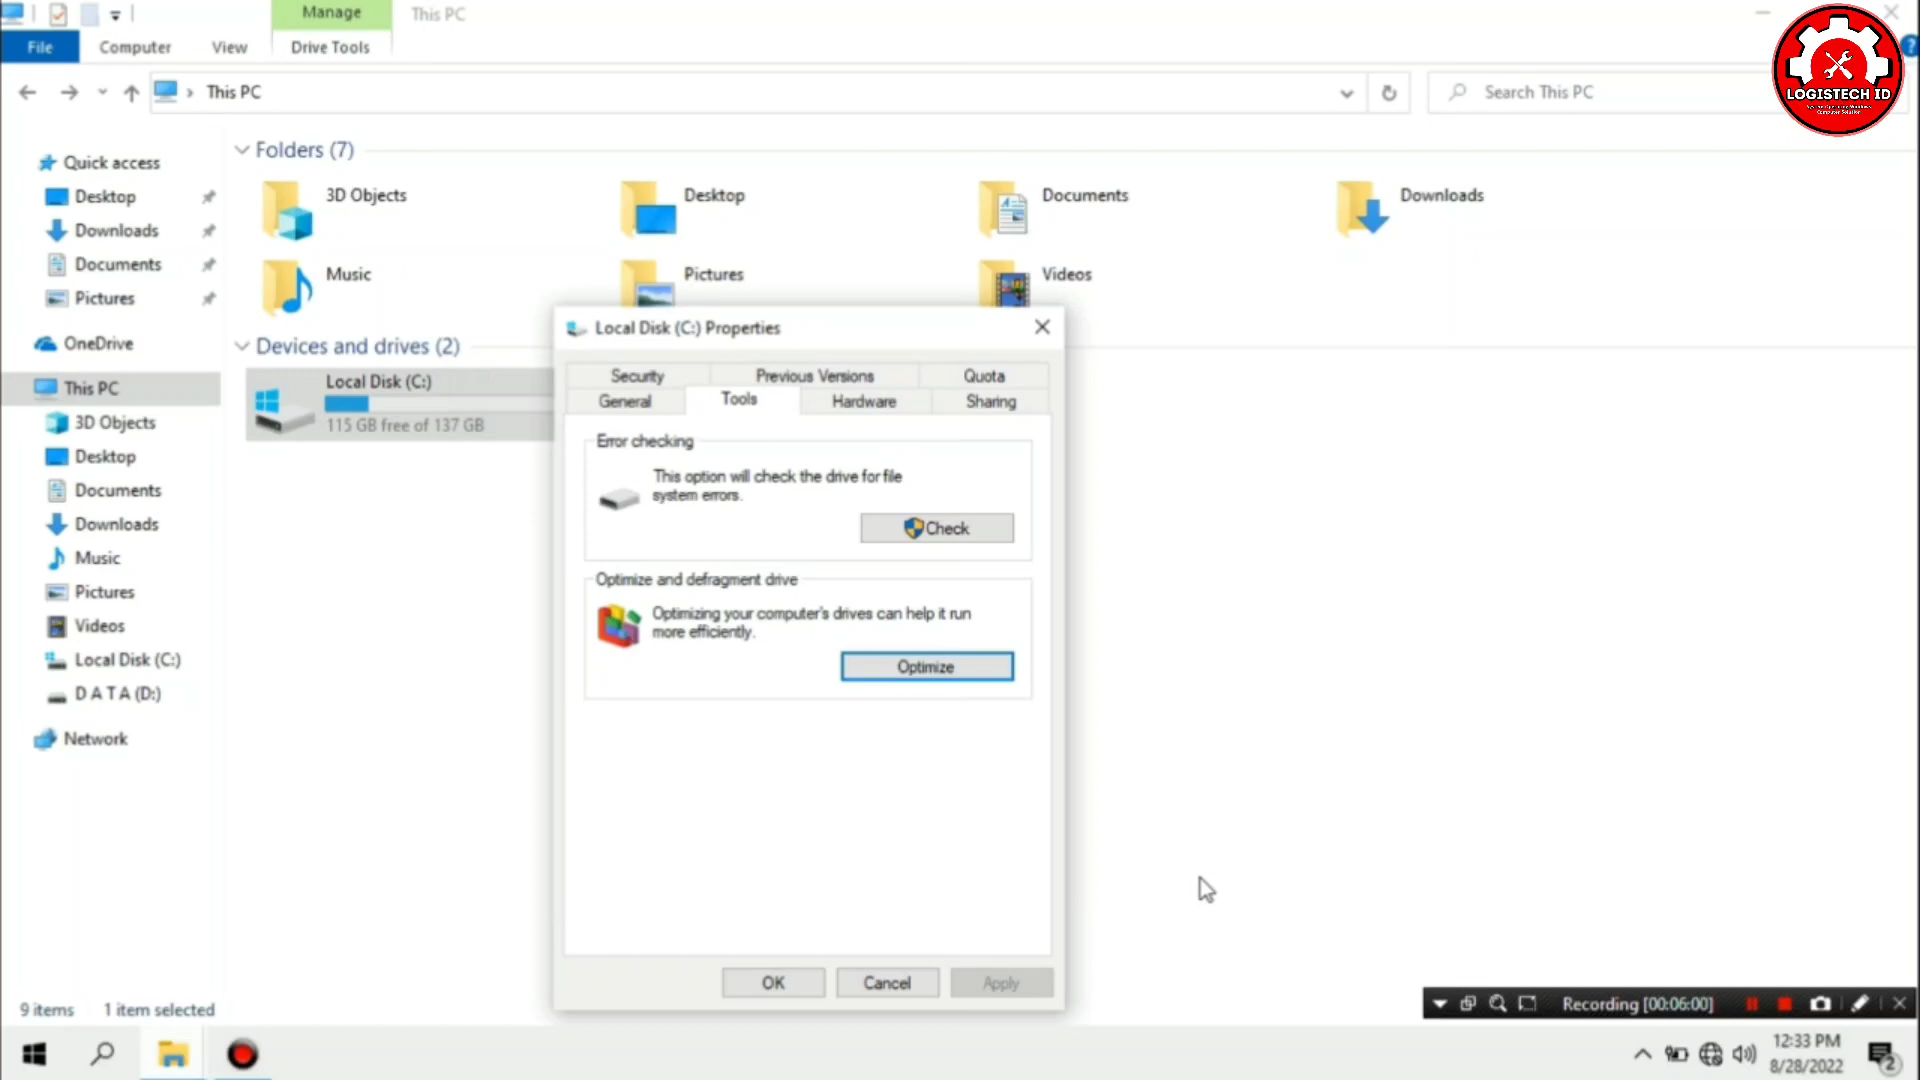 Manage
This PC
File
Computer
View
Drive Tools
This PC
Search This PC
LOGISTECH ID
Computer Solution
Quick access
Desktop
Downloads
Documents
Pictures
OneDrive
This PC
3D Objects
Desktop
Documents
Downloads
Music
Pictures
Videos
Local Disk (C:)
D A T A (D:)
Network
Folders (7)
3D Objects
Desktop
Documents
Downloads
Music
Pictures
Videos
Devices and drives (2)
Local Disk (C:)
115 GB free of 137 GB
Local Disk (C:) Properties
Security
Previous Versions
Quota
General
Tools
Hardware
Sharing
Error checking
This option will check the drive for file
system errors.
Check
Optimize and defragment drive
Optimizing your computer's drives can help it run
more efficiently.
Optimize
OK
Cancel
Apply
9 items
1 item selected
Recording [00:06:00]
12:33 PM
8/28/2022
2